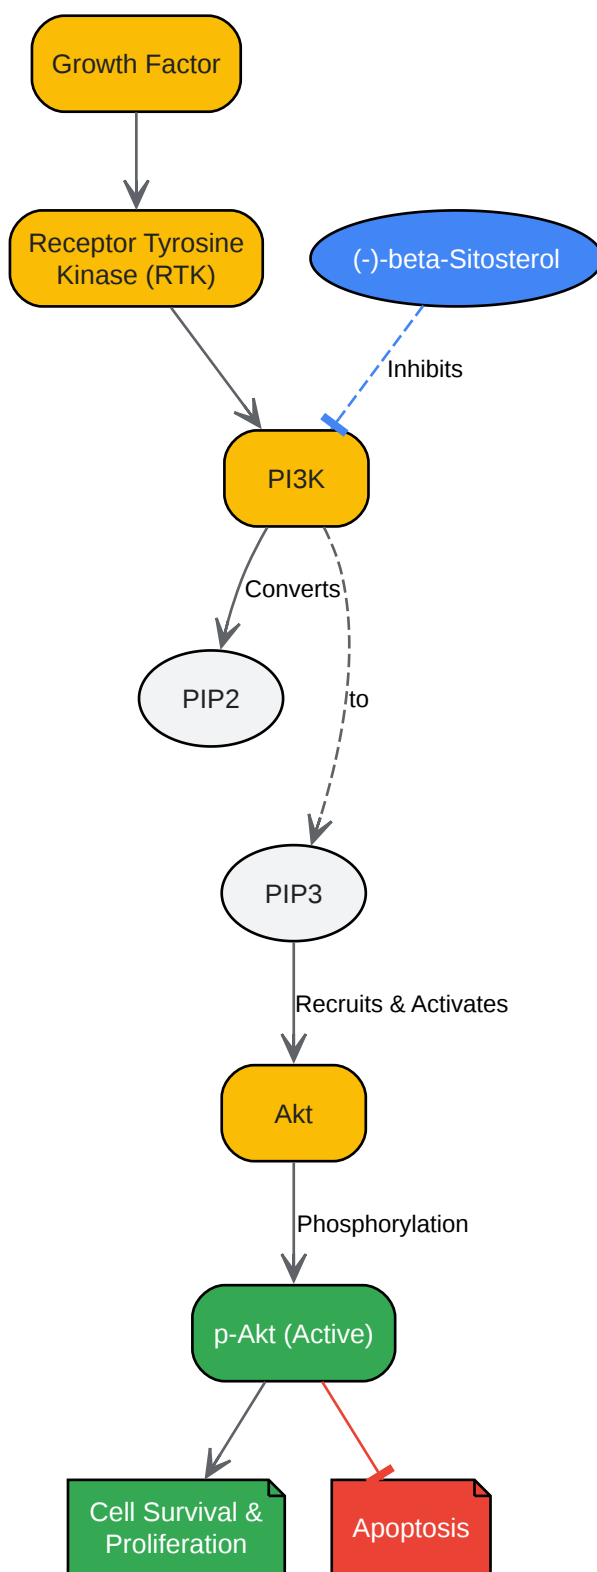 Growth Factor
Receptor Tyrosine
Kinase (RTK)
(-)-beta-Sitosterol
Inhibits
PI3K
Converts
PIP2
to
PIP3
Recruits & Activates
Akt
Phosphorylation
p-Akt (Active)
Cell Survival &
Proliferation
Apoptosis